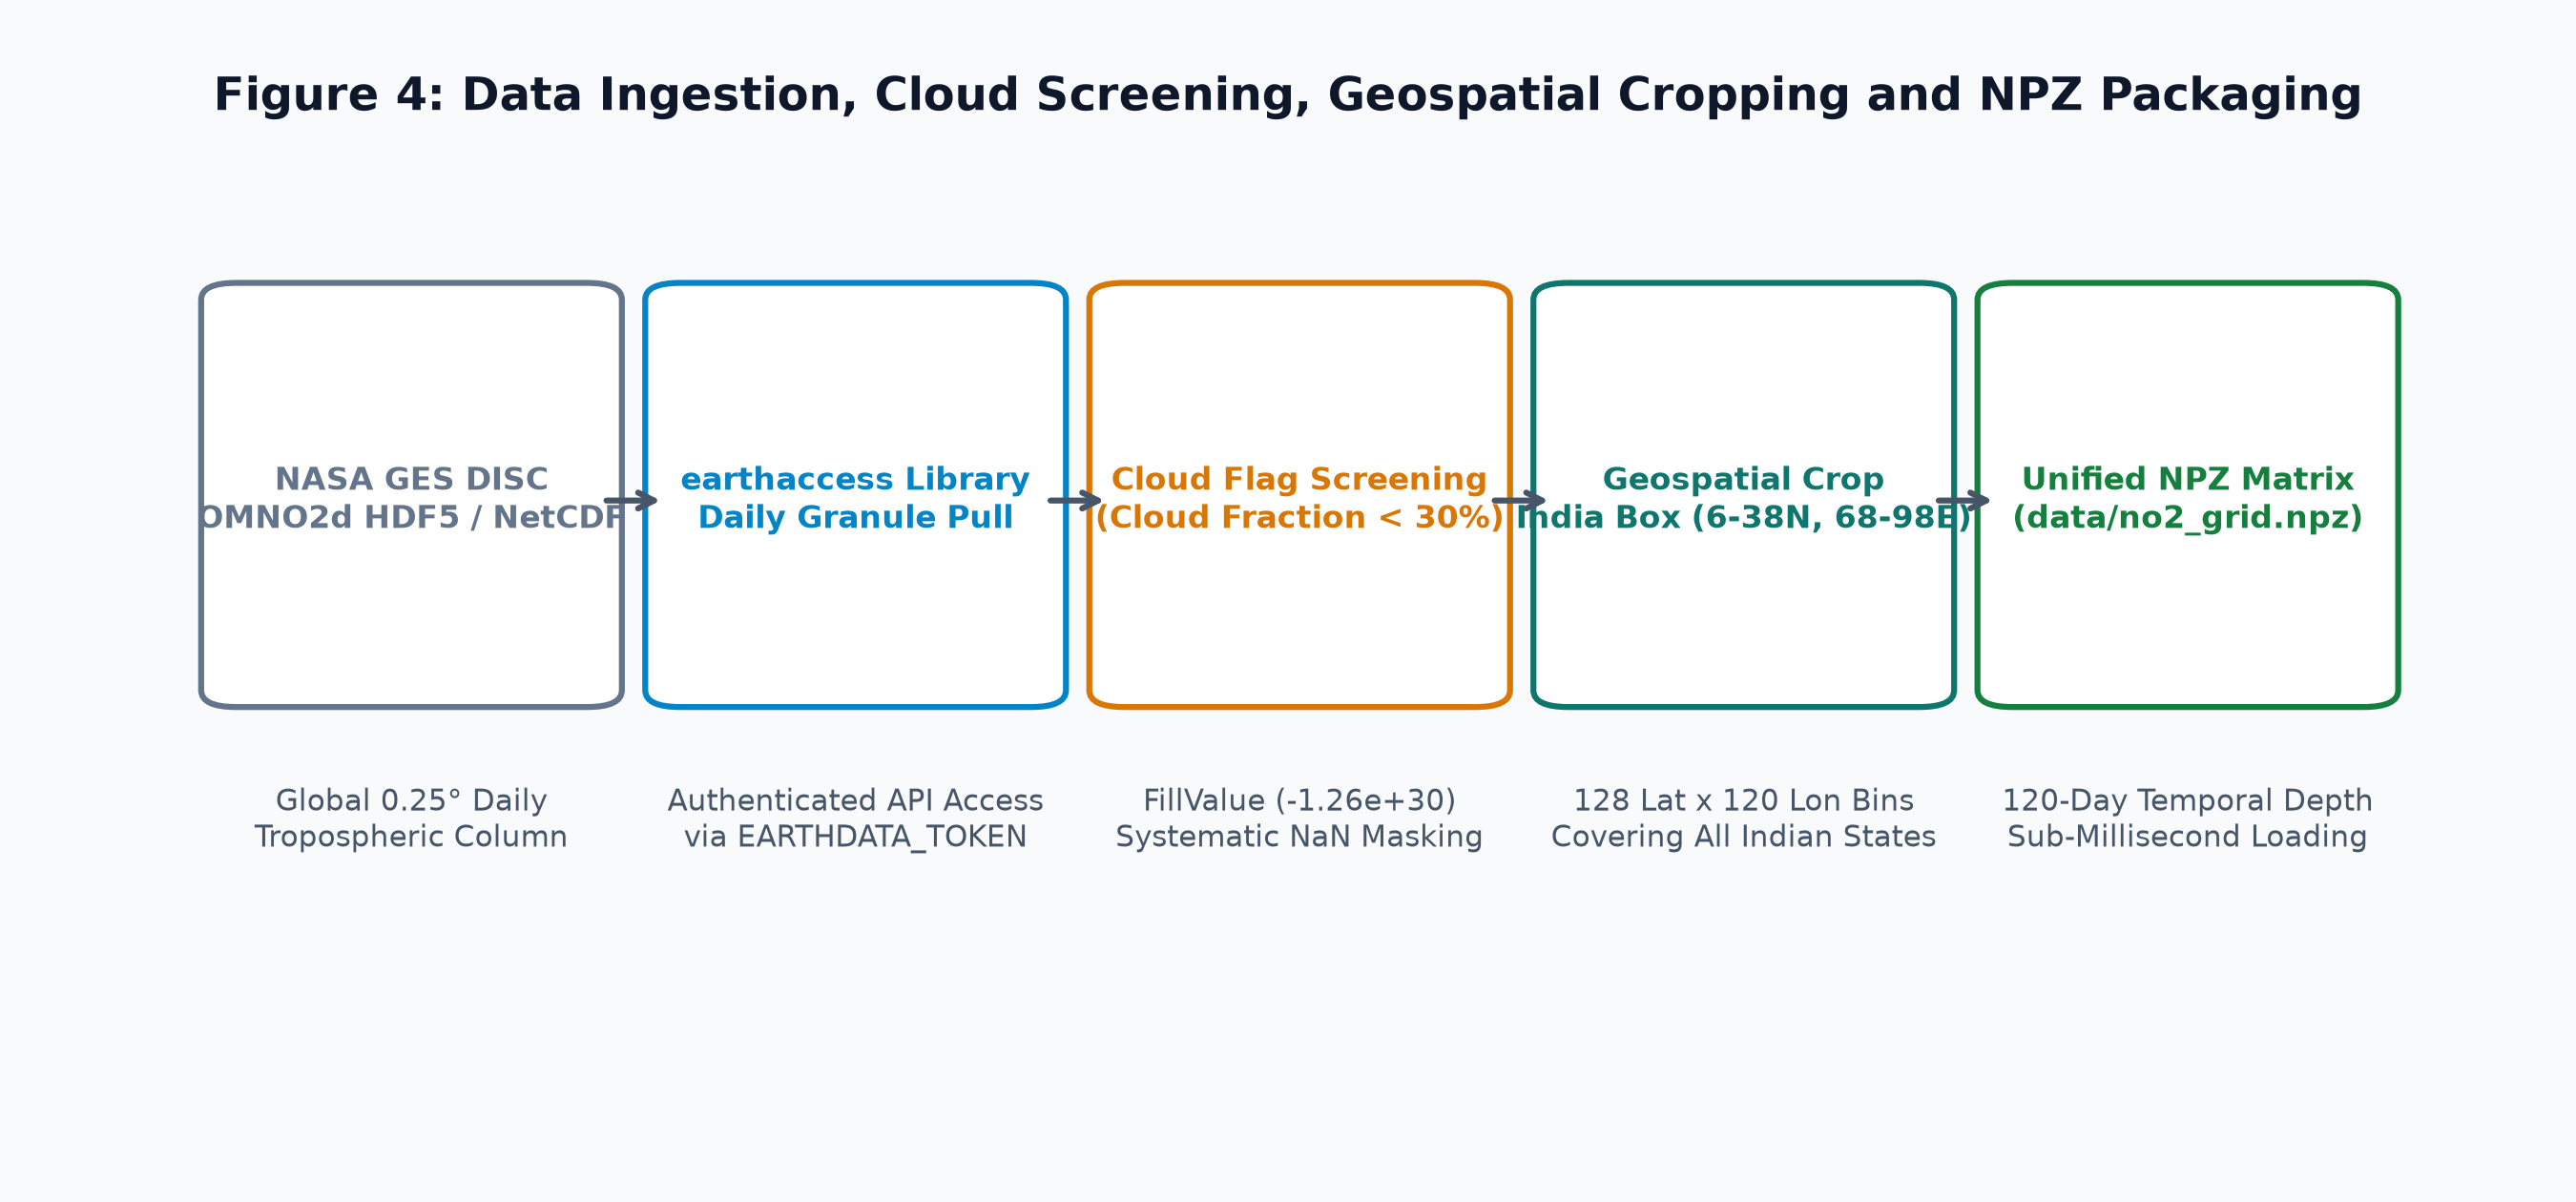 Figure 4: Data Ingestion, Cloud Screening, Geospatial Cropping and NPZ Packaging
NASA GES DISC
OMNO2d HDF5 / NetCDF
earthaccess Library
Daily Granule Pull
Cloud Flag Screening
(Cloud Fraction < 30%)
Geospatial Crop
India Box (6-38N, 68-98E)
Unified NPZ Matrix
(data/no2_grid.npz)
Global 0.25° Daily
Tropospheric Column
Authenticated API Access
via EARTHDATA_TOKEN
FillValue (-1.26e+30)
Systematic NaN Masking
128 Lat x 120 Lon Bins
Covering All Indian States
120-Day Temporal Depth
Sub-Millisecond Loading